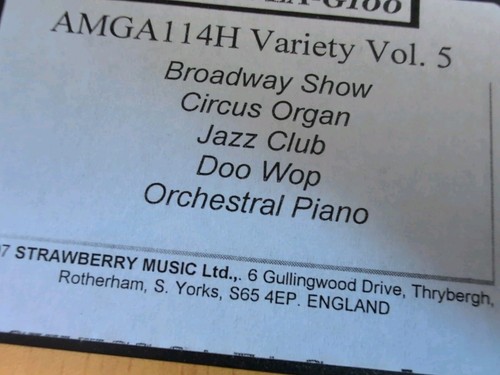 AMGA114H Variety Vol. 5
Broadway Show
Circus Organ
Jazz Club
Doo Wop
Orchestral Piano
STRAWBERRY MUSIC Ltd.,. 6 Gullingwood Drive, Thrybergh,
Rotherham, S. Yorks, S65 4EP. ENGLAND